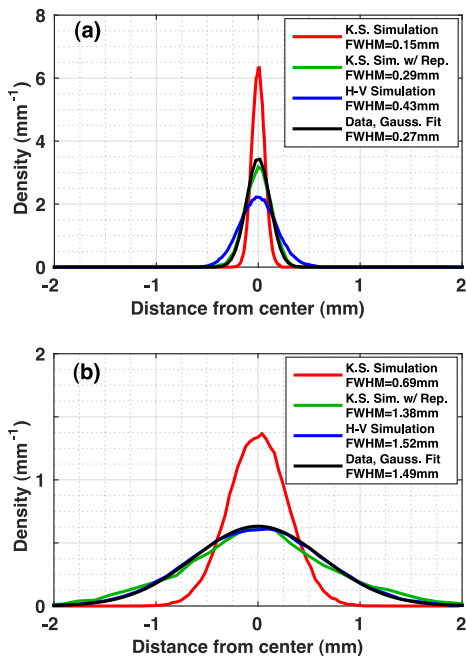 (a)
K.S. Simulation
FWHM=0.15mm
K.S. Sim. w/ Rep.
FWHM=0.29mm
H-V Simulation
FWHM=0.43mm
Data, Gauss. Fit
FWHM=0.27mm
Density (mm⁻¹)
8
6
4
2
0
-2 -1 0 1 2
Distance from center (mm)
(b)
K.S. Simulation
FWHM=0.69mm
K.S. Sim. w/ Rep.
FWHM=1.38mm
H-V Simulation
FWHM=1.52mm
Data, Gauss. Fit
FWHM=1.49mm
Density (mm⁻¹)
2
1
0
-2 -1 0 1 2
Distance from center (mm)